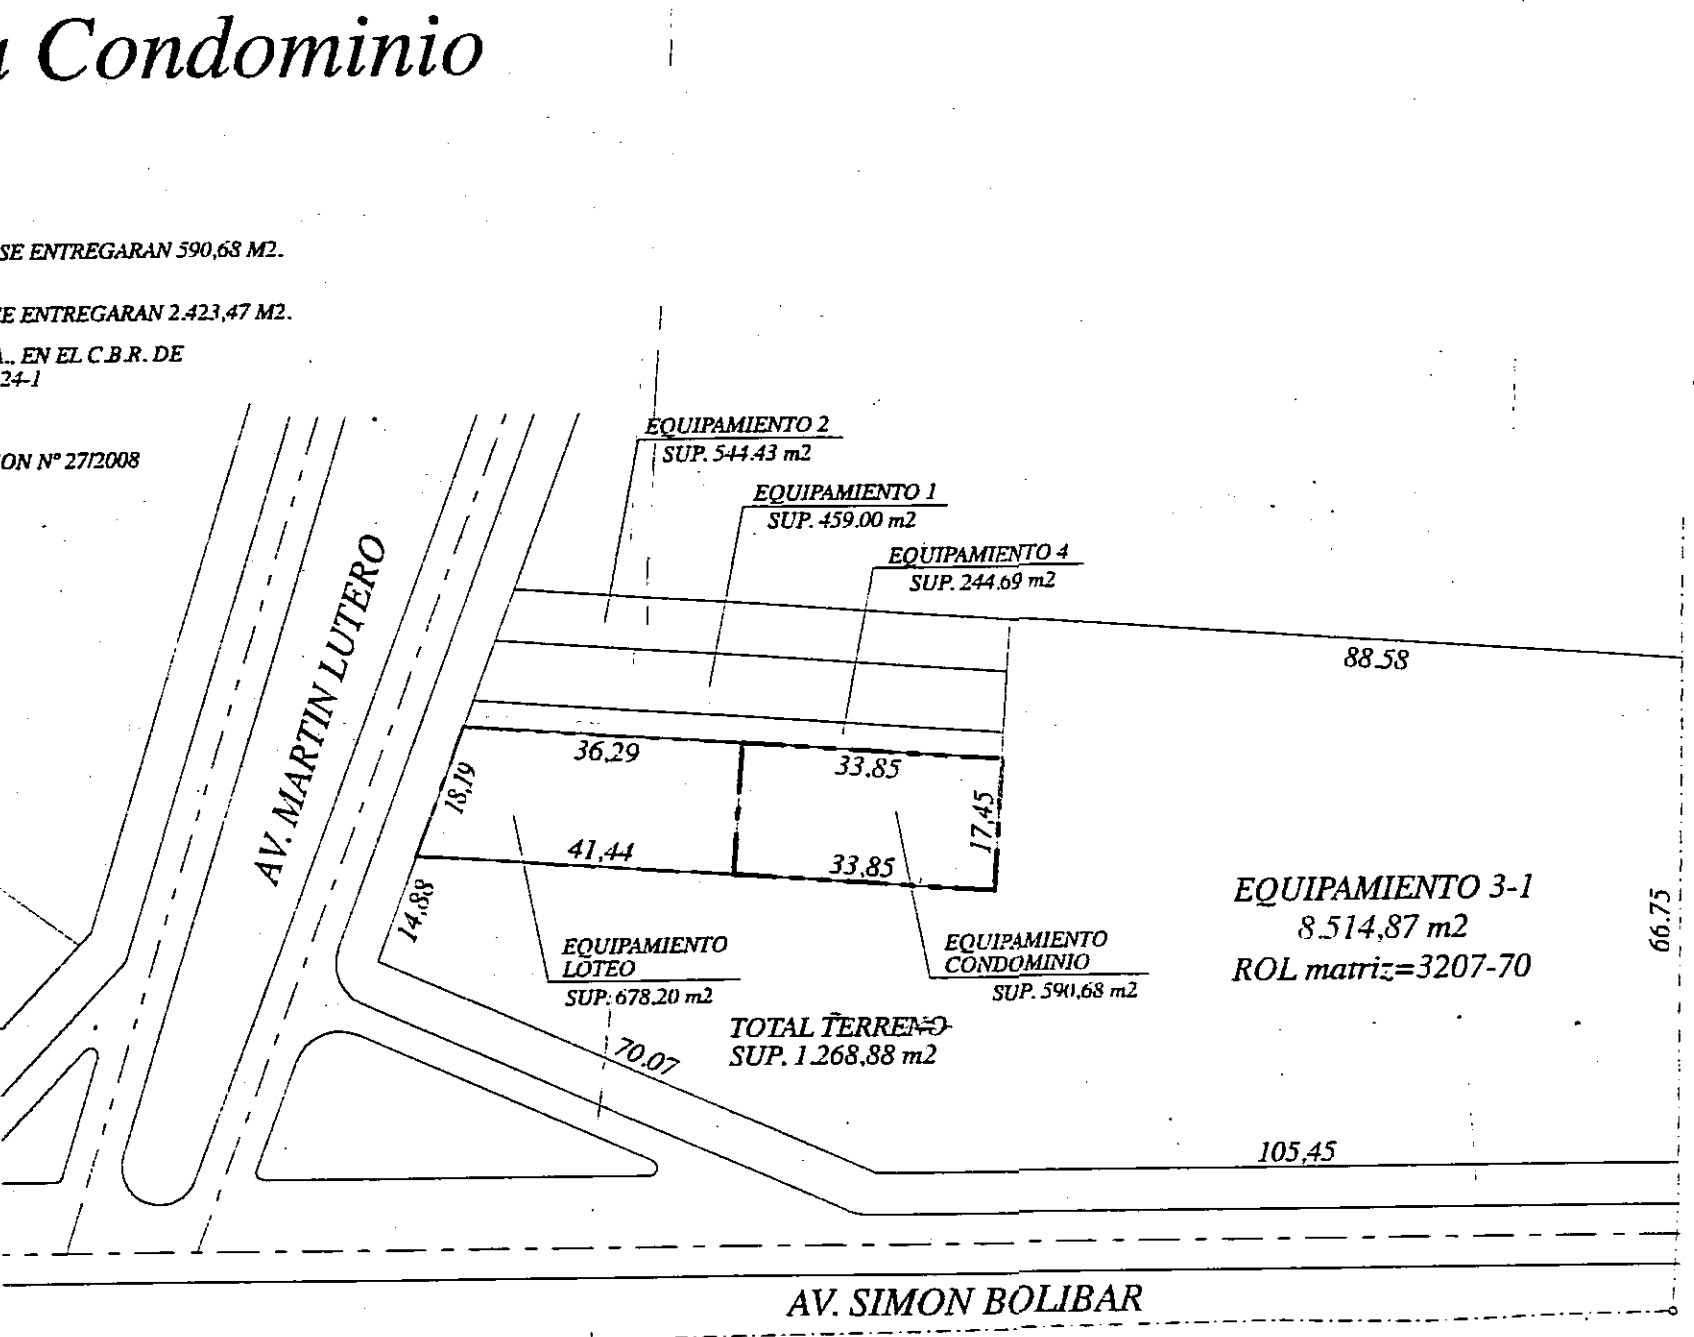 Condominio
SE ENTREGARAN 590,68 M2.
E ENTREGARAN 2.423,47 M2.
A., EN EL C.B.R. DE
24-1
ON Nº 27/2008
EQUIPAMIENTO 2
SUP. 544.43 m2
EQUIPAMIENTO 1
SUP. 459.00 m2
EQUIPAMIENTO 4
SUP. 244.69 m2
88.58
AV. MARTIN LUTERO
36,29
33.85
18,19
17,45
41,44
33,85
14,88
EQUIPAMIENTO
LOTEO
SUP. 678.20 m2
EQUIPAMIENTO
CONDOMINIO
SUP. 590,68 m2
EQUIPAMIENTO 3-1
8.514,87 m2
ROL matriz=3207-70
66.75
TOTAL TERRENO
SUP. 1.268,88 m2
70.07
105,45
AV. SIMON BOLIBAR